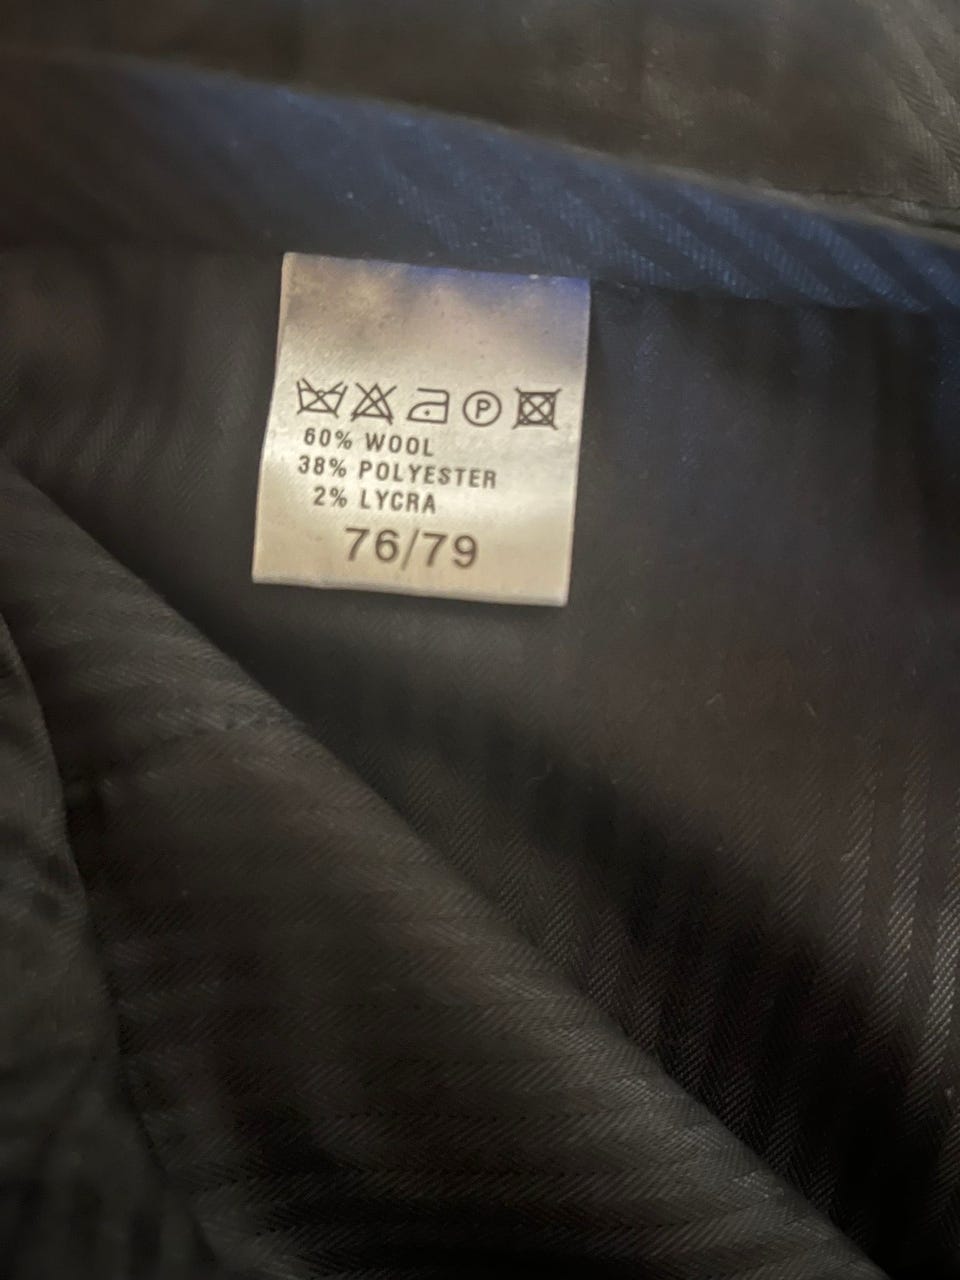 P
60% WOOL
38% POLYESTER
2% LYCRA
76/79